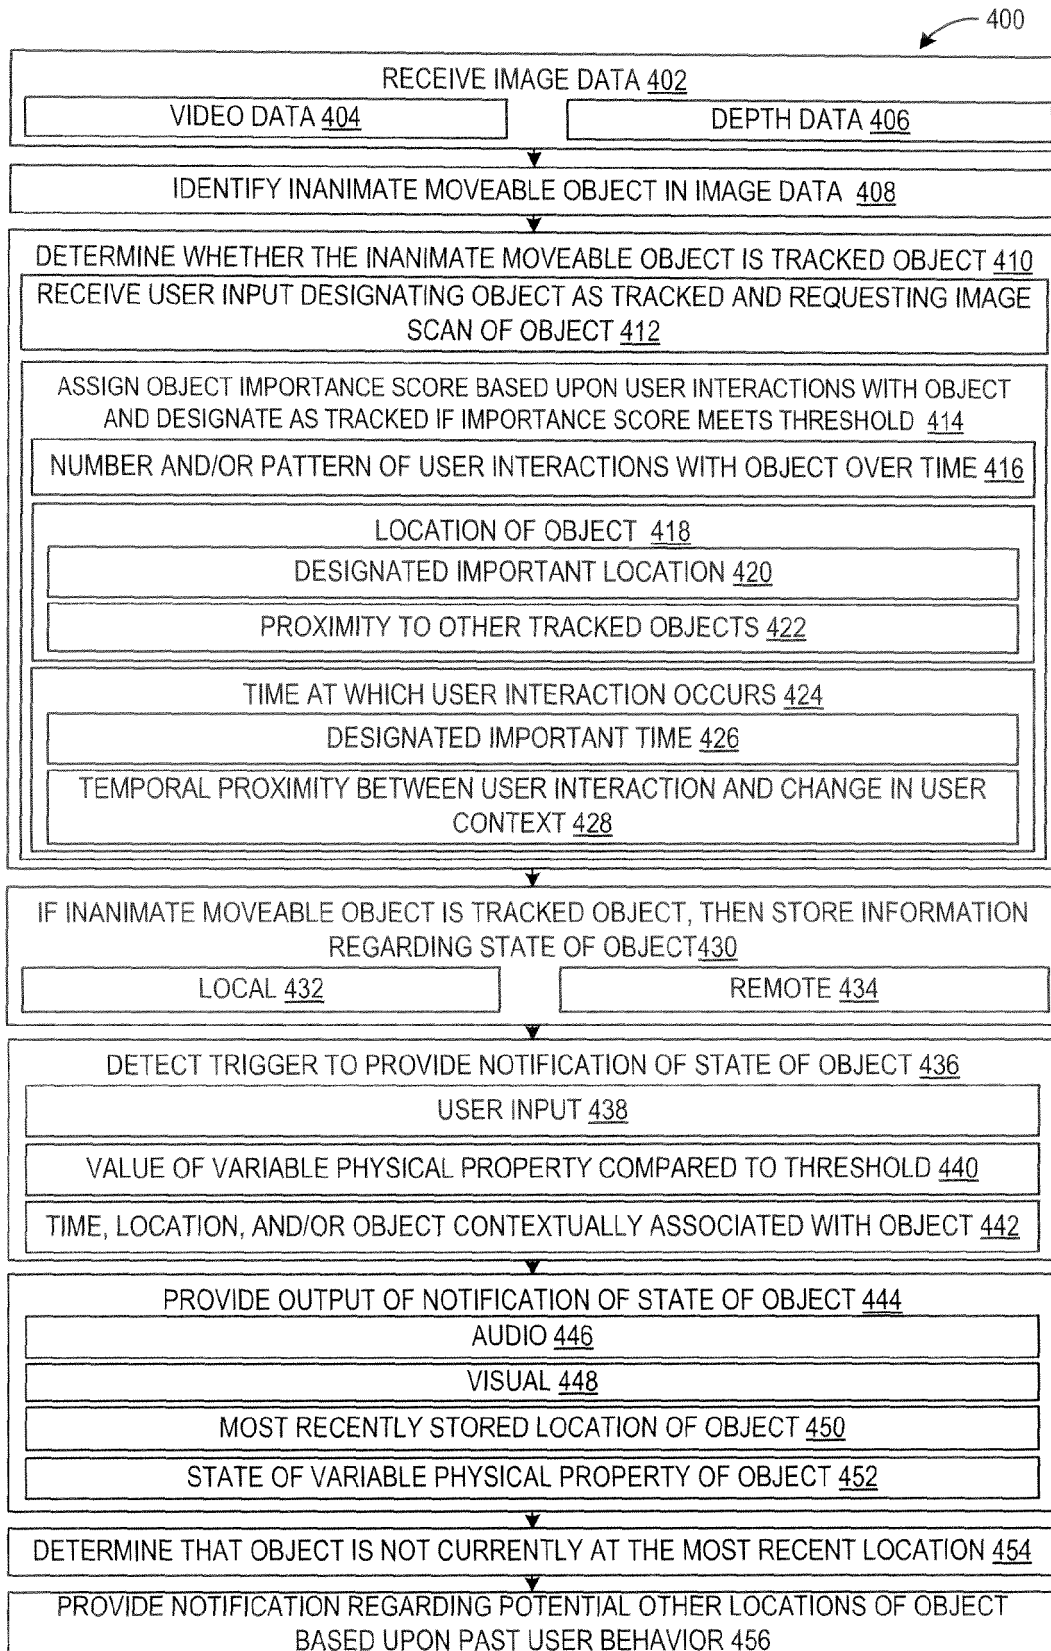 400
RECEIVE IMAGE DATA 402
VIDEO DATA 404
DEPTH DATA 406
IDENTIFY INANIMATE MOVEABLE OBJECT IN IMAGE DATA 408
DETERMINE WHETHER THE INANIMATE MOVEABLE OBJECT IS TRACKED OBJECT 410
RECEIVE USER INPUT DESIGNATING OBJECT AS TRACKED AND REQUESTING IMAGE
SCAN OF OBJECT 412
ASSIGN OBJECT IMPORTANCE SCORE BASED UPON USER INTERACTIONS WITH OBJECT
AND DESIGNATE AS TRACKED IF IMPORTANCE SCORE MEETS THRESHOLD 414
NUMBER AND/OR PATTERN OF USER INTERACTIONS WITH OBJECT OVER TIME 416
LOCATION OF OBJECT 418
DESIGNATED IMPORTANT LOCATION 420
PROXIMITY TO OTHER TRACKED OBJECTS 422
TIME AT WHICH USER INTERACTION OCCURS 424
DESIGNATED IMPORTANT TIME 426
TEMPORAL PROXIMITY BETWEEN USER INTERACTION AND CHANGE IN USER
CONTEXT 428
IF INANIMATE MOVEABLE OBJECT IS TRACKED OBJECT, THEN STORE INFORMATION
REGARDING STATE OF OBJECT430
LOCAL 432
REMOTE 434
DETECT TRIGGER TO PROVIDE NOTIFICATION OF STATE OF OBJECT 436
USER INPUT 438
VALUE OF VARIABLE PHYSICAL PROPERTY COMPARED TO THRESHOLD 440
TIME, LOCATION, AND/OR OBJECT CONTEXTUALLY ASSOCIATED WITH OBJECT 442
PROVIDE OUTPUT OF NOTIFICATION OF STATE OF OBJECT 444
AUDIO 446
VISUAL 448
MOST RECENTLY STORED LOCATION OF OBJECT 450
STATE OF VARIABLE PHYSICAL PROPERTY OF OBJECT 452
DETERMINE THAT OBJECT IS NOT CURRENTLY AT THE MOST RECENT LOCATION 454
PROVIDE NOTIFICATION REGARDING POTENTIAL OTHER LOCATIONS OF OBJECT
BASED UPON PAST USER BEHAVIOR 456